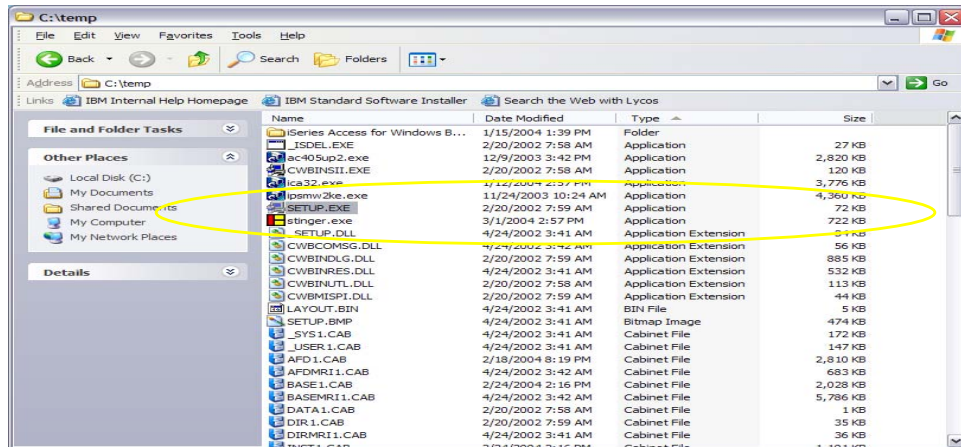 C:\temp
File Edit View Favorites Tools Help
Back Search Folders
Address C:\temp Go
Links IBM Internal Help Homepage IBM Standard Software Installer Search the Web with Lycos
File and Folder Tasks
Other Places
Local Disk (C:)
My Documents
Shared Documents
My Computer
My Network Places
Details
Name Date Modified Type Size
iSeries Access for Windows B... 1/15/2004 1:39 PM Folder
_ISDEL.EXE 2/20/2002 7:58 AM Application 27 KB
ac405up2.exe 12/9/2003 3:42 PM Application 2,820 KB
CWBINSII.EXE 2/20/2002 7:58 AM Application 120 KB
ica32.exe 1/12/2004 2:57 PM Application 3,776 KB
ipsmw2ke.exe 11/24/2003 10:24 AM Application 4,360 KB
SETUP.EXE 2/20/2002 7:59 AM Application 72 KB
stinger.exe 3/1/2004 2:57 PM Application 722 KB
_SETUP.DLL 4/24/2002 3:41 AM Application Extension 34 KB
CWBCOMSG.DLL 4/24/2002 3:42 AM Application Extension 56 KB
CWBINDLG.DLL 2/20/2002 7:59 AM Application Extension 885 KB
CWBINRES.DLL 4/24/2002 3:41 AM Application Extension 532 KB
CWBINUTL.DLL 2/20/2002 7:58 AM Application Extension 113 KB
CWBMISPI.DLL 2/20/2002 7:59 AM Application Extension 44 KB
LAYOUT.BIN 4/24/2002 3:41 AM BIN File 5 KB
SETUP.BMP 4/24/2002 3:41 AM Bitmap Image 474 KB
_SYS1.CAB 4/24/2002 3:41 AM Cabinet File 172 KB
_USER1.CAB 4/24/2002 3:41 AM Cabinet File 147 KB
AFD1.CAB 2/18/2004 8:19 PM Cabinet File 2,810 KB
AFDMRI1.CAB 4/24/2002 3:42 AM Cabinet File 683 KB
BASE1.CAB 2/24/2004 2:16 PM Cabinet File 2,028 KB
BASEMRI1.CAB 4/24/2002 3:42 AM Cabinet File 5,786 KB
DATA1.CAB 2/20/2002 7:58 AM Cabinet File 1 KB
DIR1.CAB 2/20/2002 7:59 AM Cabinet File 35 KB
DIRMRI1.CAB 4/24/2002 3:41 AM Cabinet File 36 KB